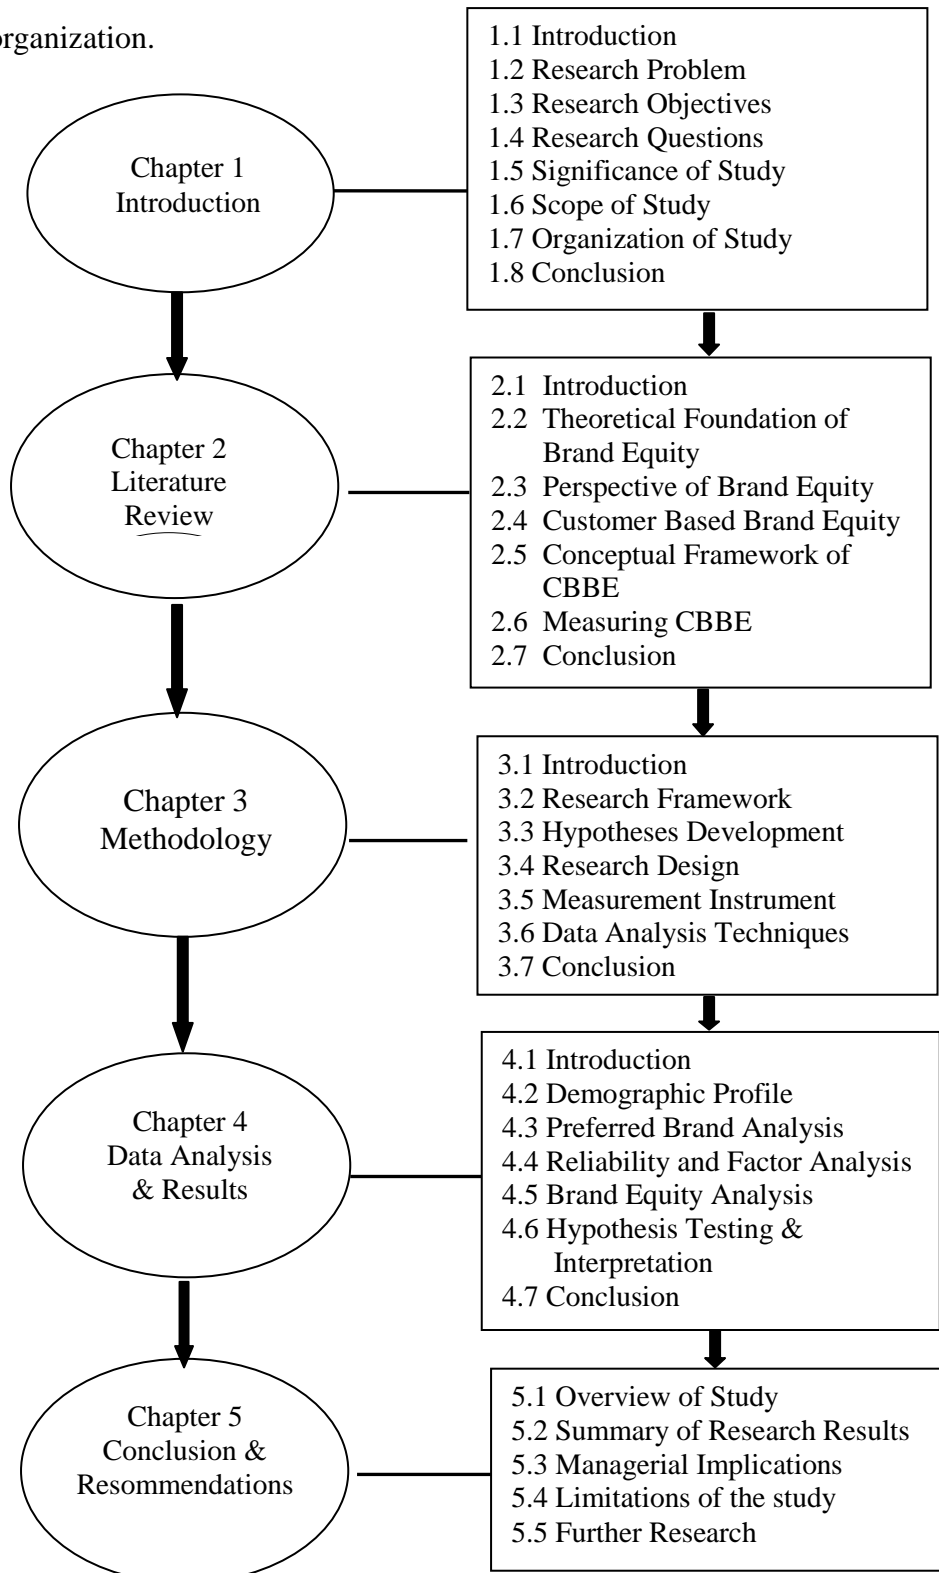 organization.
Chapter 1
Introduction
1.1 Introduction
1.2 Research Problem
1.3 Research Objectives
1.4 Research Questions
1.5 Significance of Study
1.6 Scope of Study
1.7 Organization of Study
1.8 Conclusion
Chapter 2
Literature
Review
2.1 Introduction
2.2 Theoretical Foundation of
Brand Equity
2.3 Perspective of Brand Equity
2.4 Customer Based Brand Equity
2.5 Conceptual Framework of
CBBE
2.6 Measuring CBBE
2.7 Conclusion
Chapter 3
Methodology
3.1 Introduction
3.2 Research Framework
3.3 Hypotheses Development
3.4 Research Design
3.5 Measurement Instrument
3.6 Data Analysis Techniques
3.7 Conclusion
Chapter 4
Data Analysis
& Results
4.1 Introduction
4.2 Demographic Profile
4.3 Preferred Brand Analysis
4.4 Reliability and Factor Analysis
4.5 Brand Equity Analysis
4.6 Hypothesis Testing &
Interpretation
4.7 Conclusion
Chapter 5
Conclusion &
Resommendations
5.1 Overview of Study
5.2 Summary of Research Results
5.3 Managerial Implications
5.4 Limitations of the study
5.5 Further Research